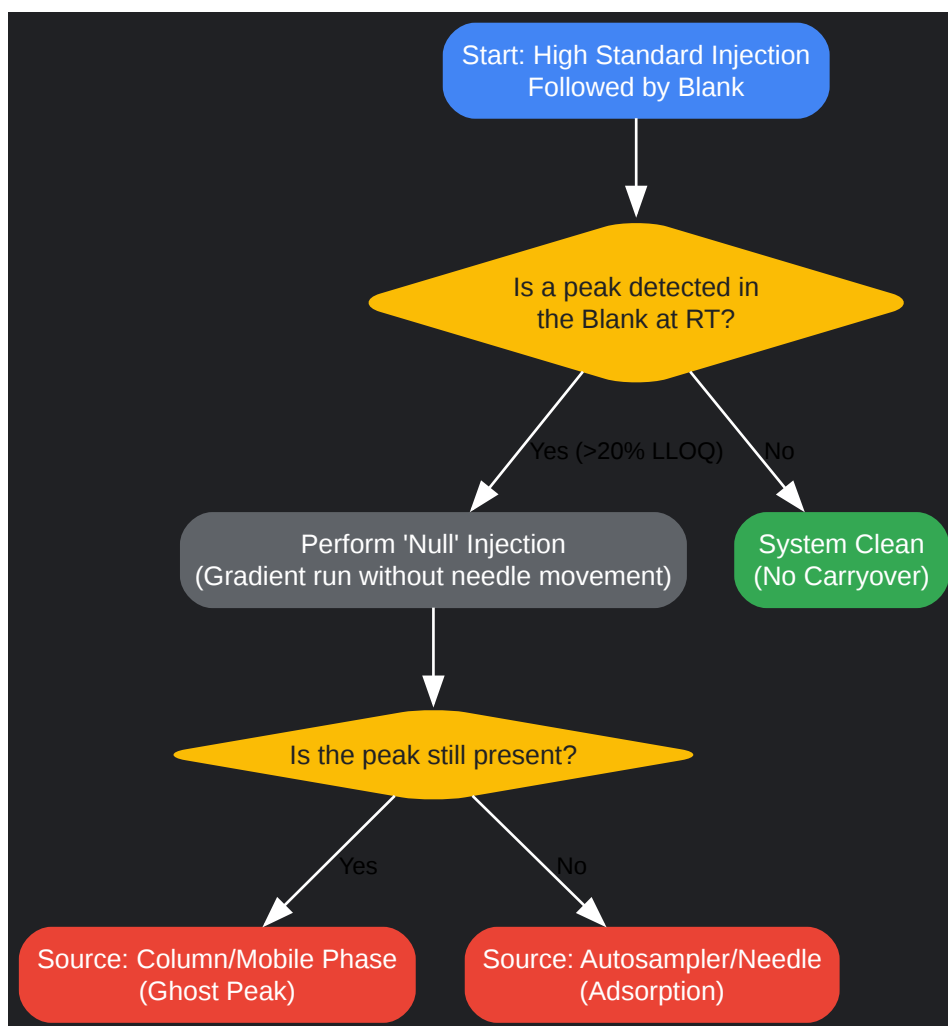 Start: High Standard Injection
Followed by Blank
Is a peak detected in
the Blank at RT?
Yes (>20% LLOQ)
No
Perform 'Null' Injection
(Gradient run without needle movement)
System Clean
(No Carryover)
Is the peak still present?
Yes
No
Source: Column/Mobile Phase
(Ghost Peak)
Source: Autosampler/Needle
(Adsorption)